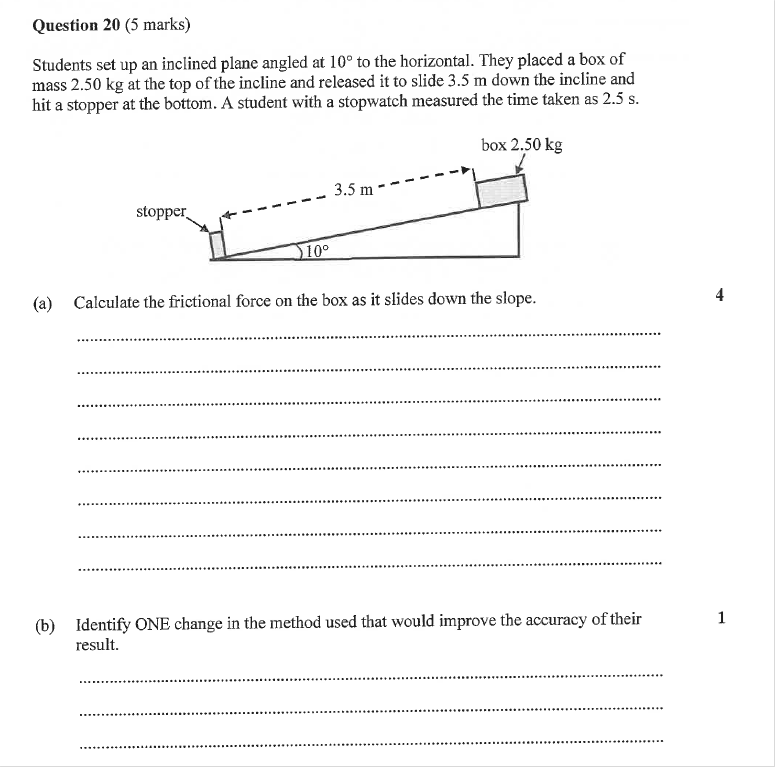 Question 20 (5 marks)
Students set up an inclined plane angled at 10° to the horizontal. They placed a box of
mass 2.50 kg at the top of the incline and released it to slide 3.5 m down the incline and
hit a stopper at the bottom. A student with a stopwatch measured the time taken as 2.5 s.
box 2.50 kg
3.5 m
stopper
10°
(a) Calculate the frictional force on the box as it slides down the slope. 4
(b) Identify ONE change in the method used that would improve the accuracy of their 1
result.